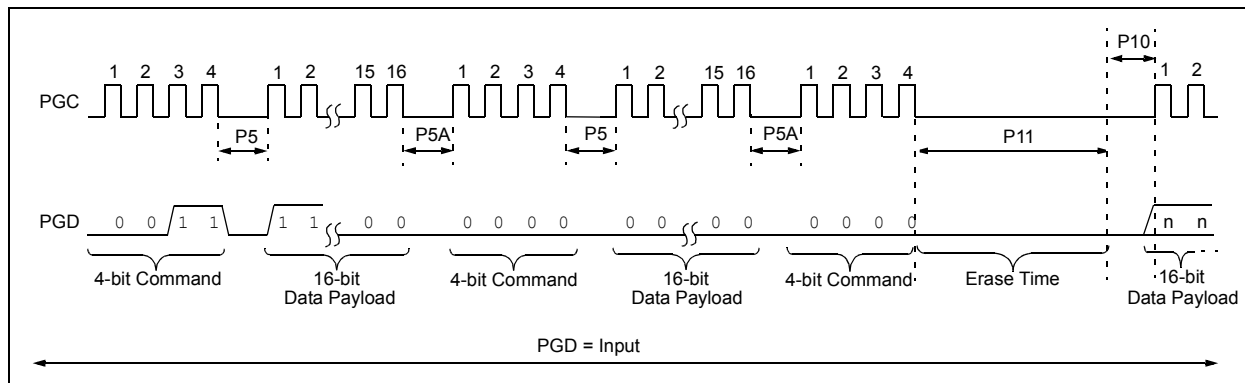 P10
1 2 3 4 1 2 15 16 1 2 3 4 1 2 15 16 1 2 3 4 1 2
PGC
P5 P5A P5 P5A P11
PGD 0 0 1 1 1 1 0 0 0 0 0 0 0 0 0 0 0 0 0 0 n n
4-bit Command 16-bit Data Payload 4-bit Command 16-bit Data Payload 4-bit Command Erase Time 16-bit Data Payload
PGD = Input